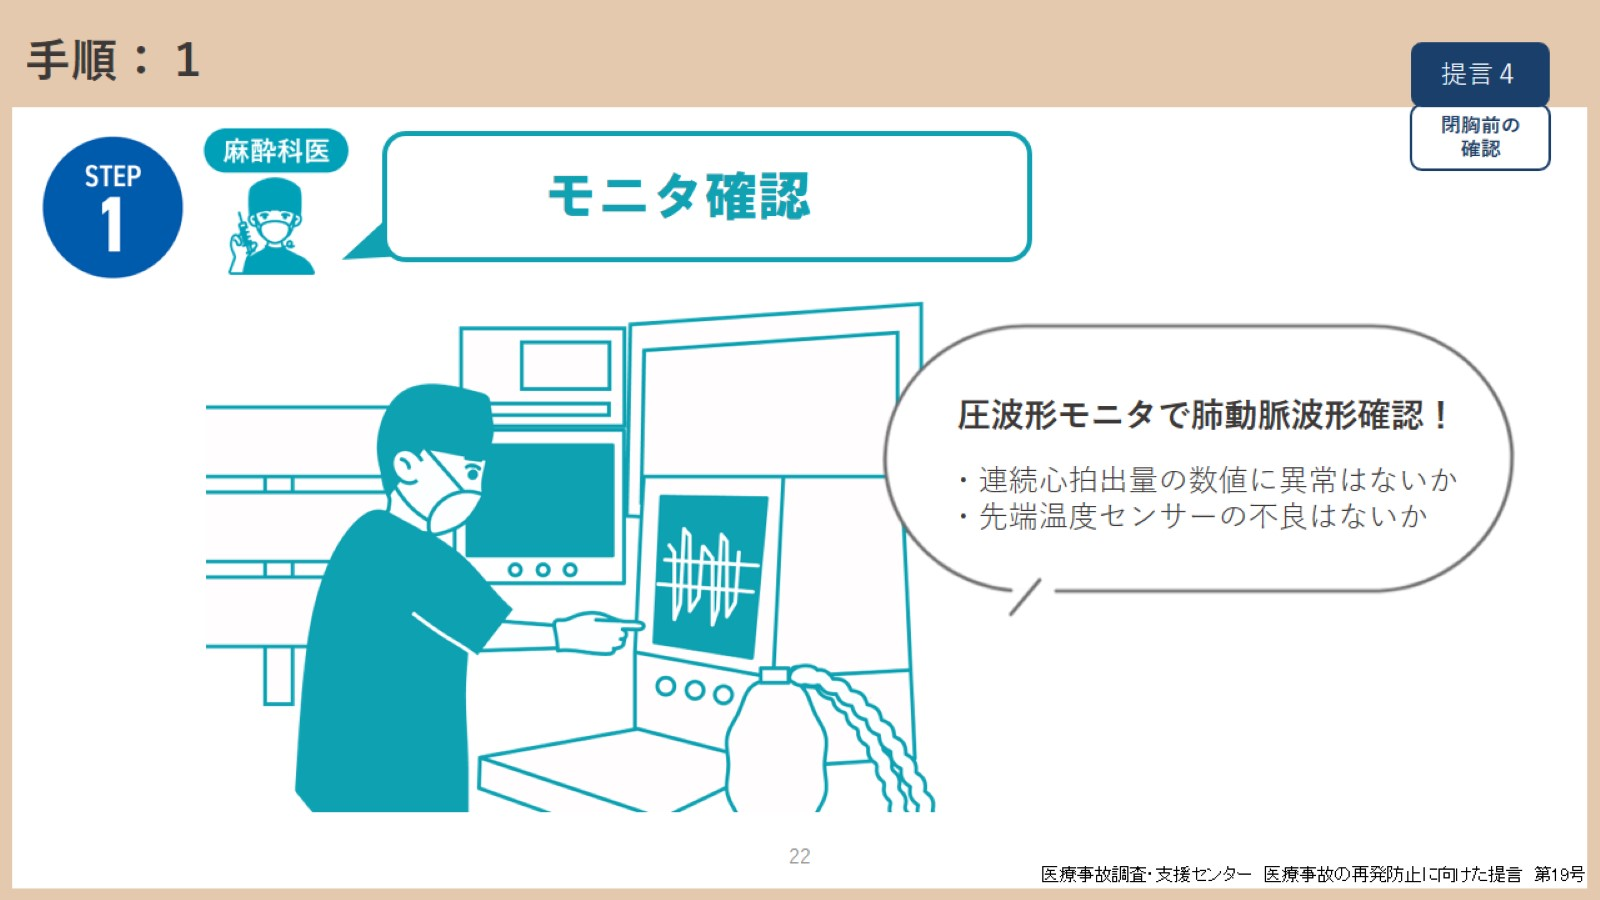 手順：１
提言４
閉胸前の
確認
STEP
1
麻酔科医
モニタ確認
圧波形モニタで肺動脈波形確認！
・連続心拍出量の数値に異常はないか
・先端温度センサーの不良はないか
22
医療事故調査･支援センター　医療事故の再発防止に向けた提言　第19号